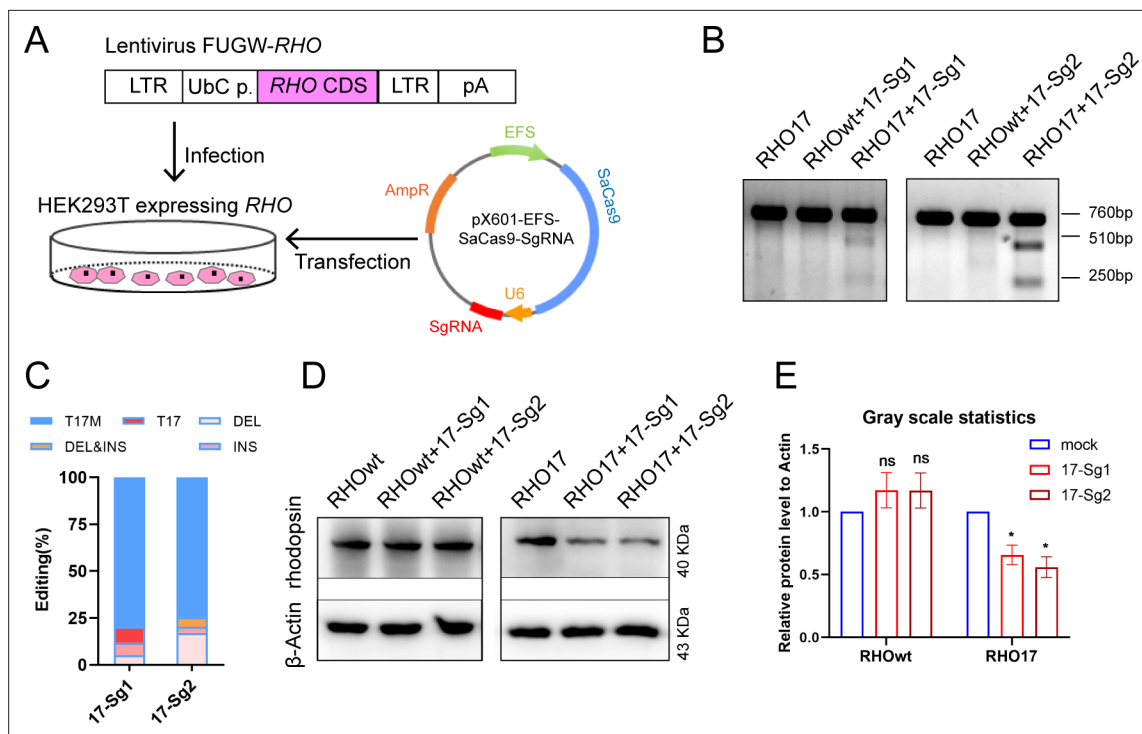 A
Lentivirus FUGW-RHO
LTR
UbC p.
RHO CDS
LTR
pA
Infection
HEK293T expressing RHO
Transfection
EFS
AmpR
SaCas9
pX601-EFS-
SaCas9-SgRNA
U6
SgRNA
B
RHO17
RHOwt+17-Sg1
RHO17+17-Sg1
RHO17
RHOwt+17-Sg2
RHO17+17-Sg2
760bp
510bp
250bp
C
T17M
T17
DEL
DEL&INS
INS
Editing(%)
100
75
50
25
0
17-Sg1
17-Sg2
D
RHOwt
RHOwt+17-Sg1
RHOwt+17-Sg2
RHO17
RHO17+17-Sg1
RHO17+17-Sg2
rhodopsin
40 KDa
β-Actin
43 KDa
E
Gray scale statistics
Relative protein level to Actin
1.5
1.0
0.5
0.0
ns
ns
*
*
mock
17-Sg1
17-Sg2
RHOwt
RHO17